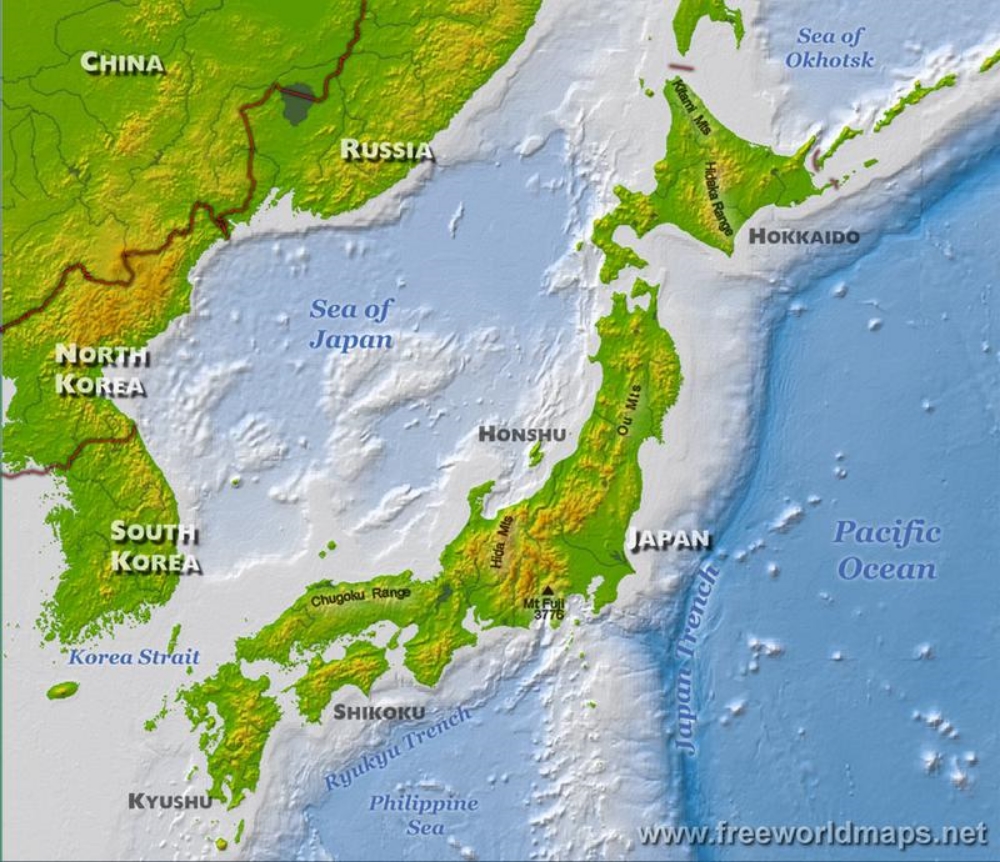 CHINA
RUSSIA
Sea of
Okhotsk
Kitami Mts
Hidaka Range
HOKKAIDO
Sea of
Japan
NORTH
KOREA
Ou Mts
HONSHU
SOUTH
KOREA
Hida Mts
JAPAN
Pacific
Ocean
Chugoku Range
Mt Fuji
3776
Korea Strait
Japan Trench
SHIKOKU
Ryukyu Trench
KYUSHU
Philippine
Sea
www.freeworldmaps.net